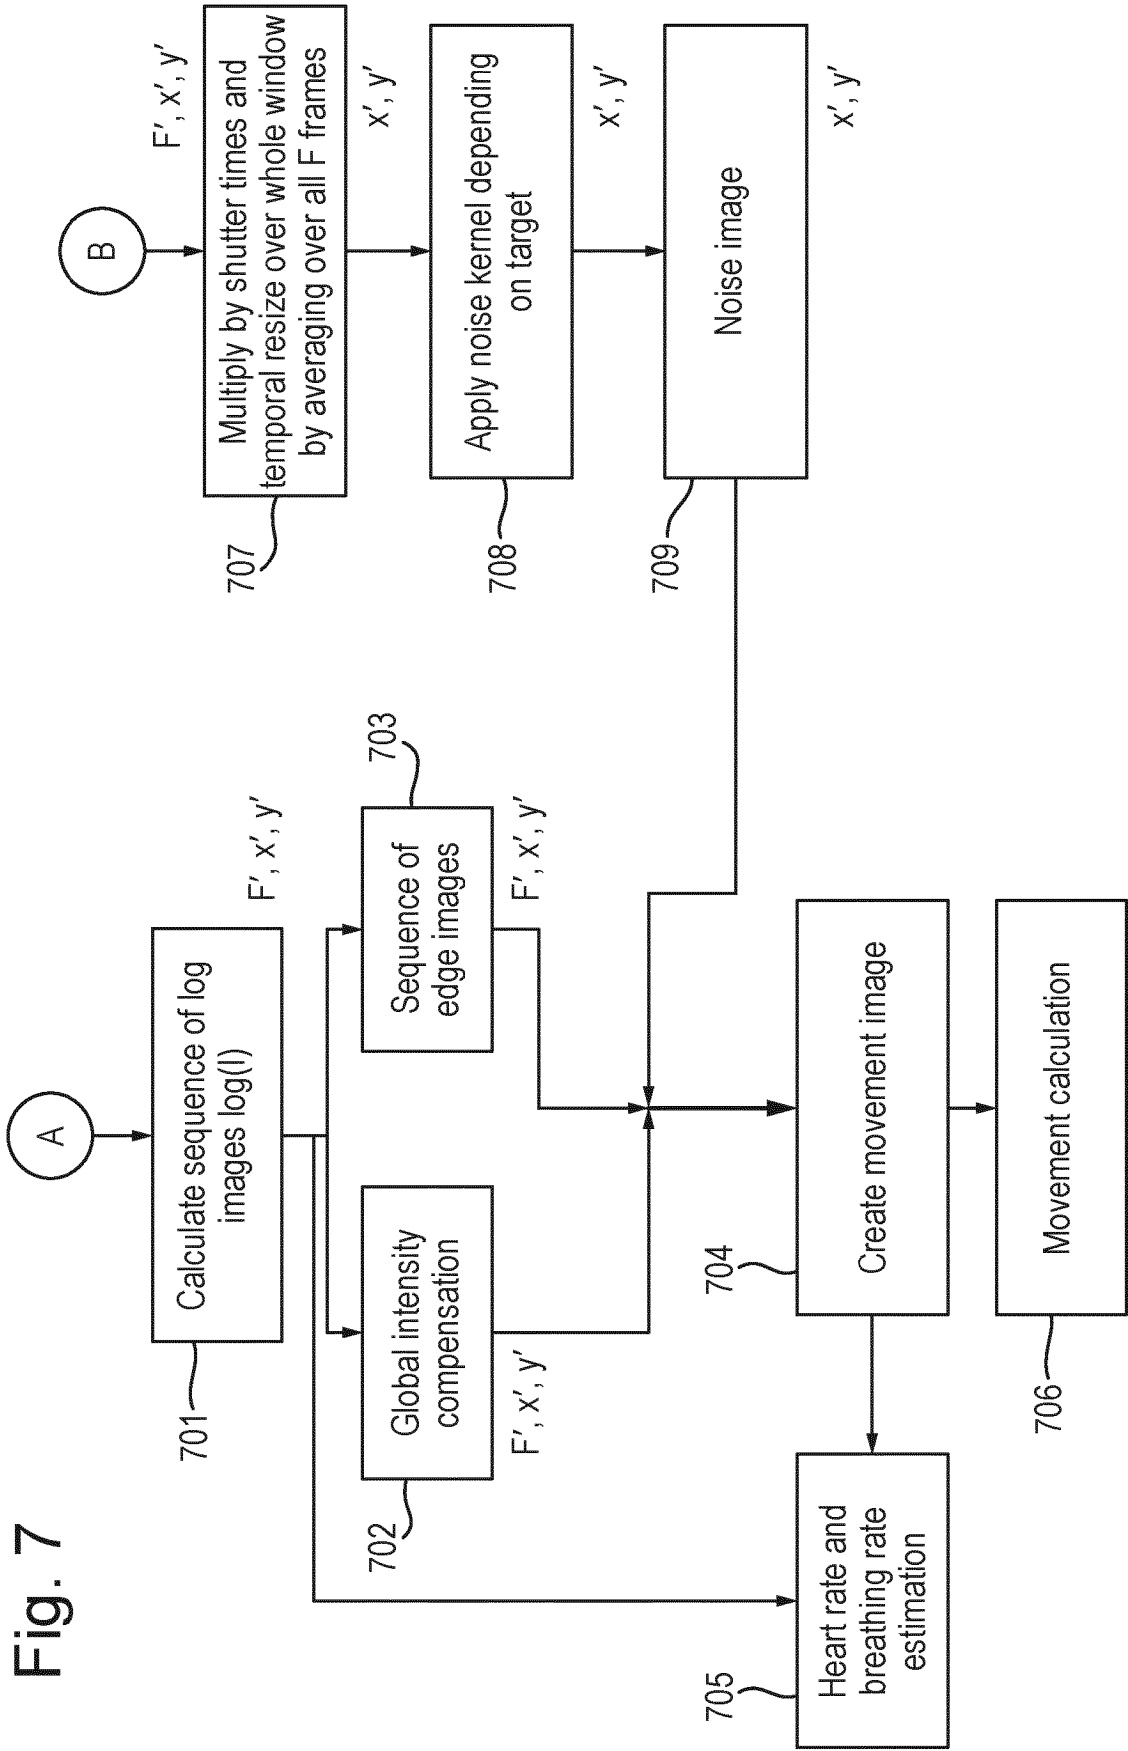 Fig. 7
A
Calculate sequence of log
images log(I)
701
F′, x′, y′
Global intensity
compensation
702
F′, x′, y′
Sequence of
edge images
703
F′, x′, y′
Create movement image
704
Heart rate and
breathing rate
estimation
705
Movement calculation
706
B
F′, x′, y′
Multiply by shutter times and
temporal resize over whole window
by averaging over all F frames
707
x′, y′
Apply noise kernel depending
on target
708
x′, y′
Noise image
709
x′, y′